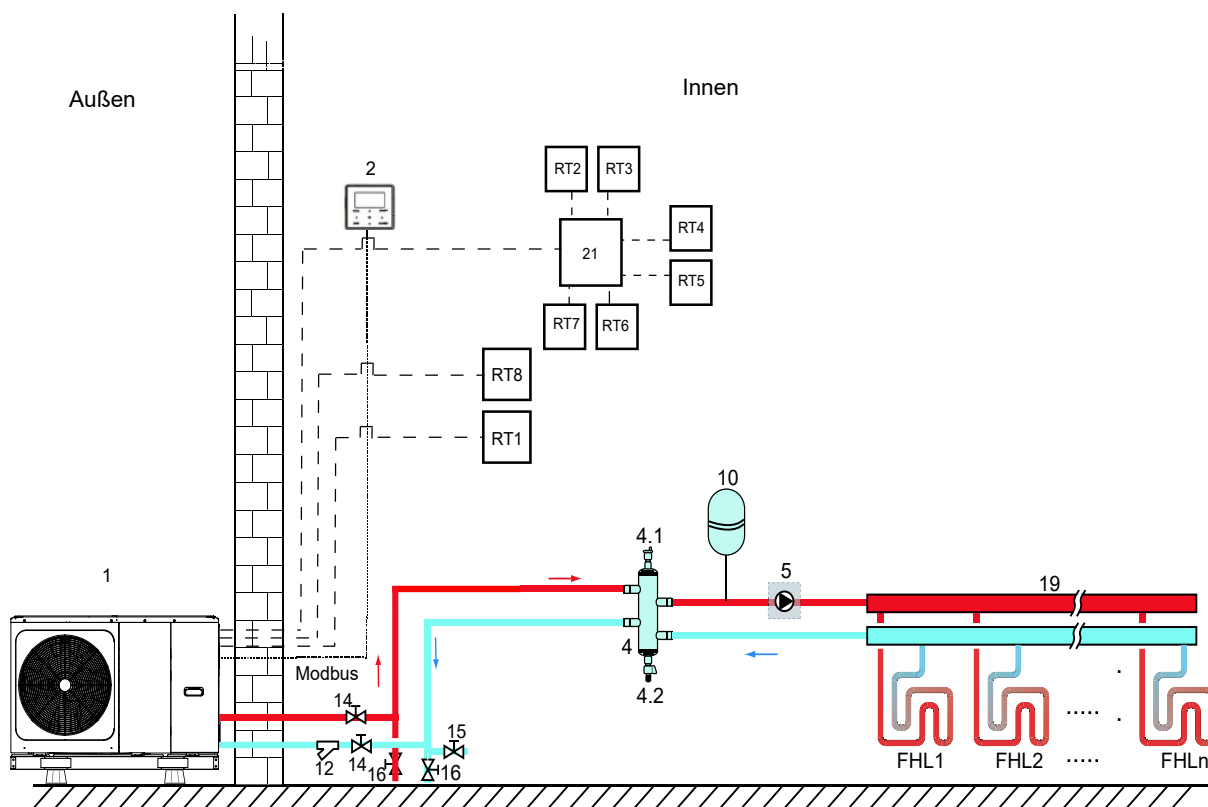 Außen
Innen
2
RT2
RT3
21
RT4
RT5
RT7
RT6
RT8
RT1
10
4.1
5
19
1
4
Modbus
4.2
14
15
12
14
16
16
FHL1
FHL2
.....
FHLn